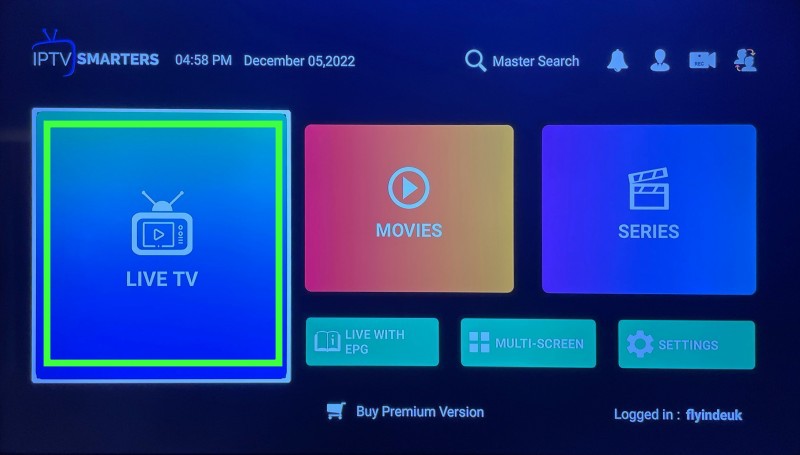 IPTV SMARTERS 04:58 PM December 05,2022 Master Search
REC
LIVE TV
MOVIES
SERIES
LIVE WITH
EPG
MULTI-SCREEN
SETTINGS
Buy Premium Version
Logged in : flyindeuk